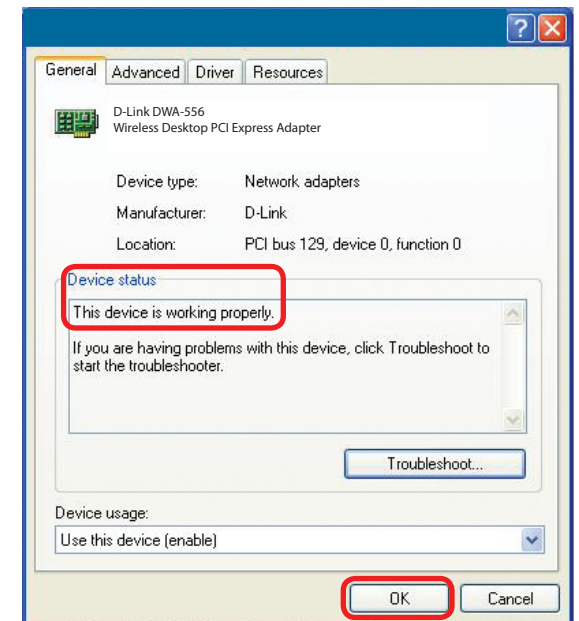 General Advanced Driver Resources
D-Link DWA-556
Wireless Desktop PCI Express Adapter
Device type: Network adapters
Manufacturer: D-Link
Location: PCI bus 129, device 0, function 0
Device status
This device is working properly.
If you are having problems with this device, click Troubleshoot to
start the troubleshooter.
Troubleshoot...
Device usage:
Use this device (enable)
OK Cancel